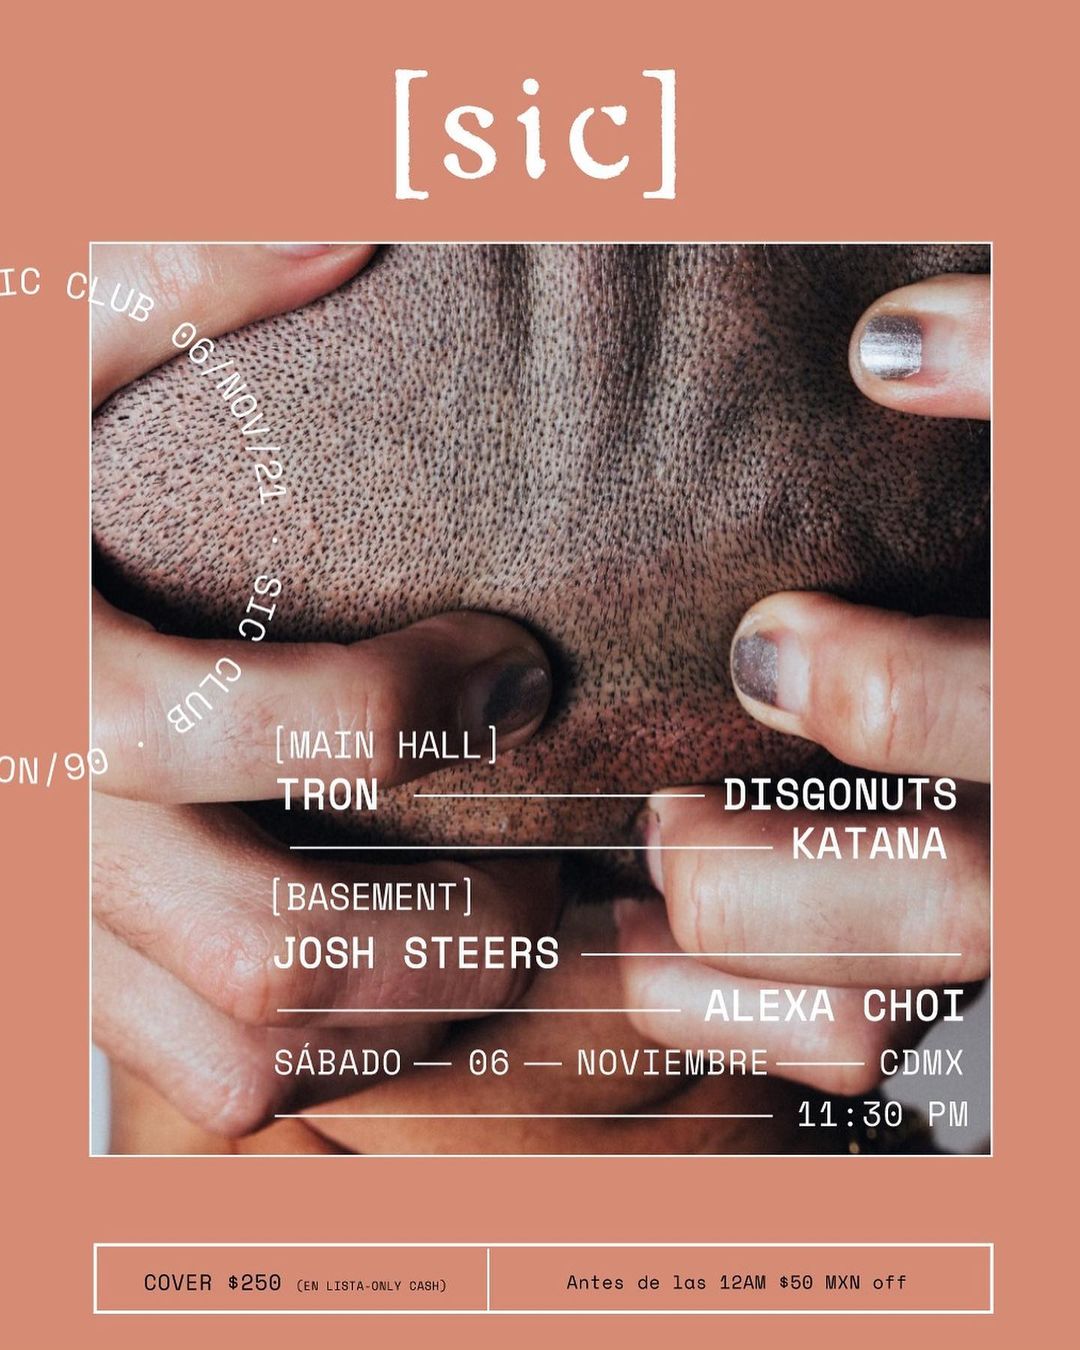 [sic]
IC CLUB 06/NOV/21 · SIC CLUB · 06/NO
[MAIN HALL]
TRON DISGONUTS
KATANA
[BASEMENT]
JOSH STEERS
ALEXA CHOI
SÁBADO — 06 — NOVIEMBRE — CDMX
11:30 PM
COVER $250 (EN LISTA-ONLY CASH)
Antes de las 12AM $50 MXN off